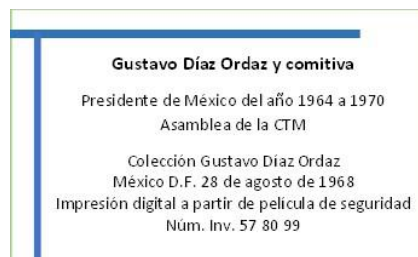 Gustavo Díaz Ordaz y comitiva
Presidente de México del año 1964 a 1970
Asamblea de la CTM
Colección Gustavo Díaz Ordaz
México D.F. 28 de agosto de 1968
Impresión digital a partir de película de seguridad
Núm. Inv. 57 80 99